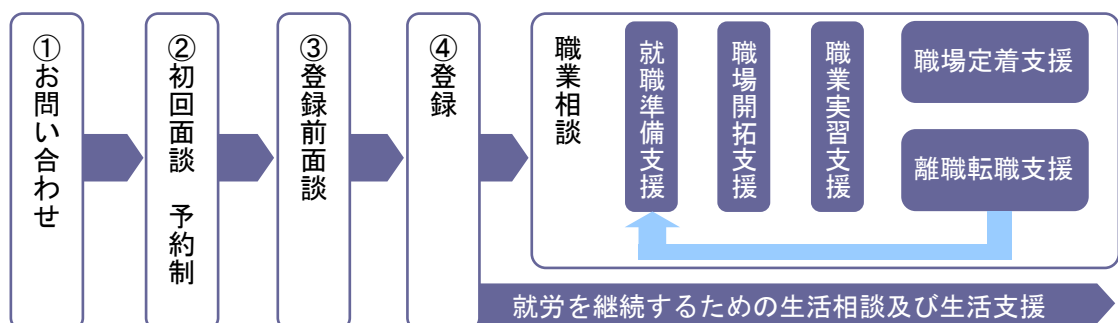 ①お問い合わせ
②初回面談　予約制
③登録前面談
④登録
職業相談
就職準備支援
職場開拓支援
職業実習支援
職場定着支援
離職転職支援
就労を継続するための生活相談及び生活支援